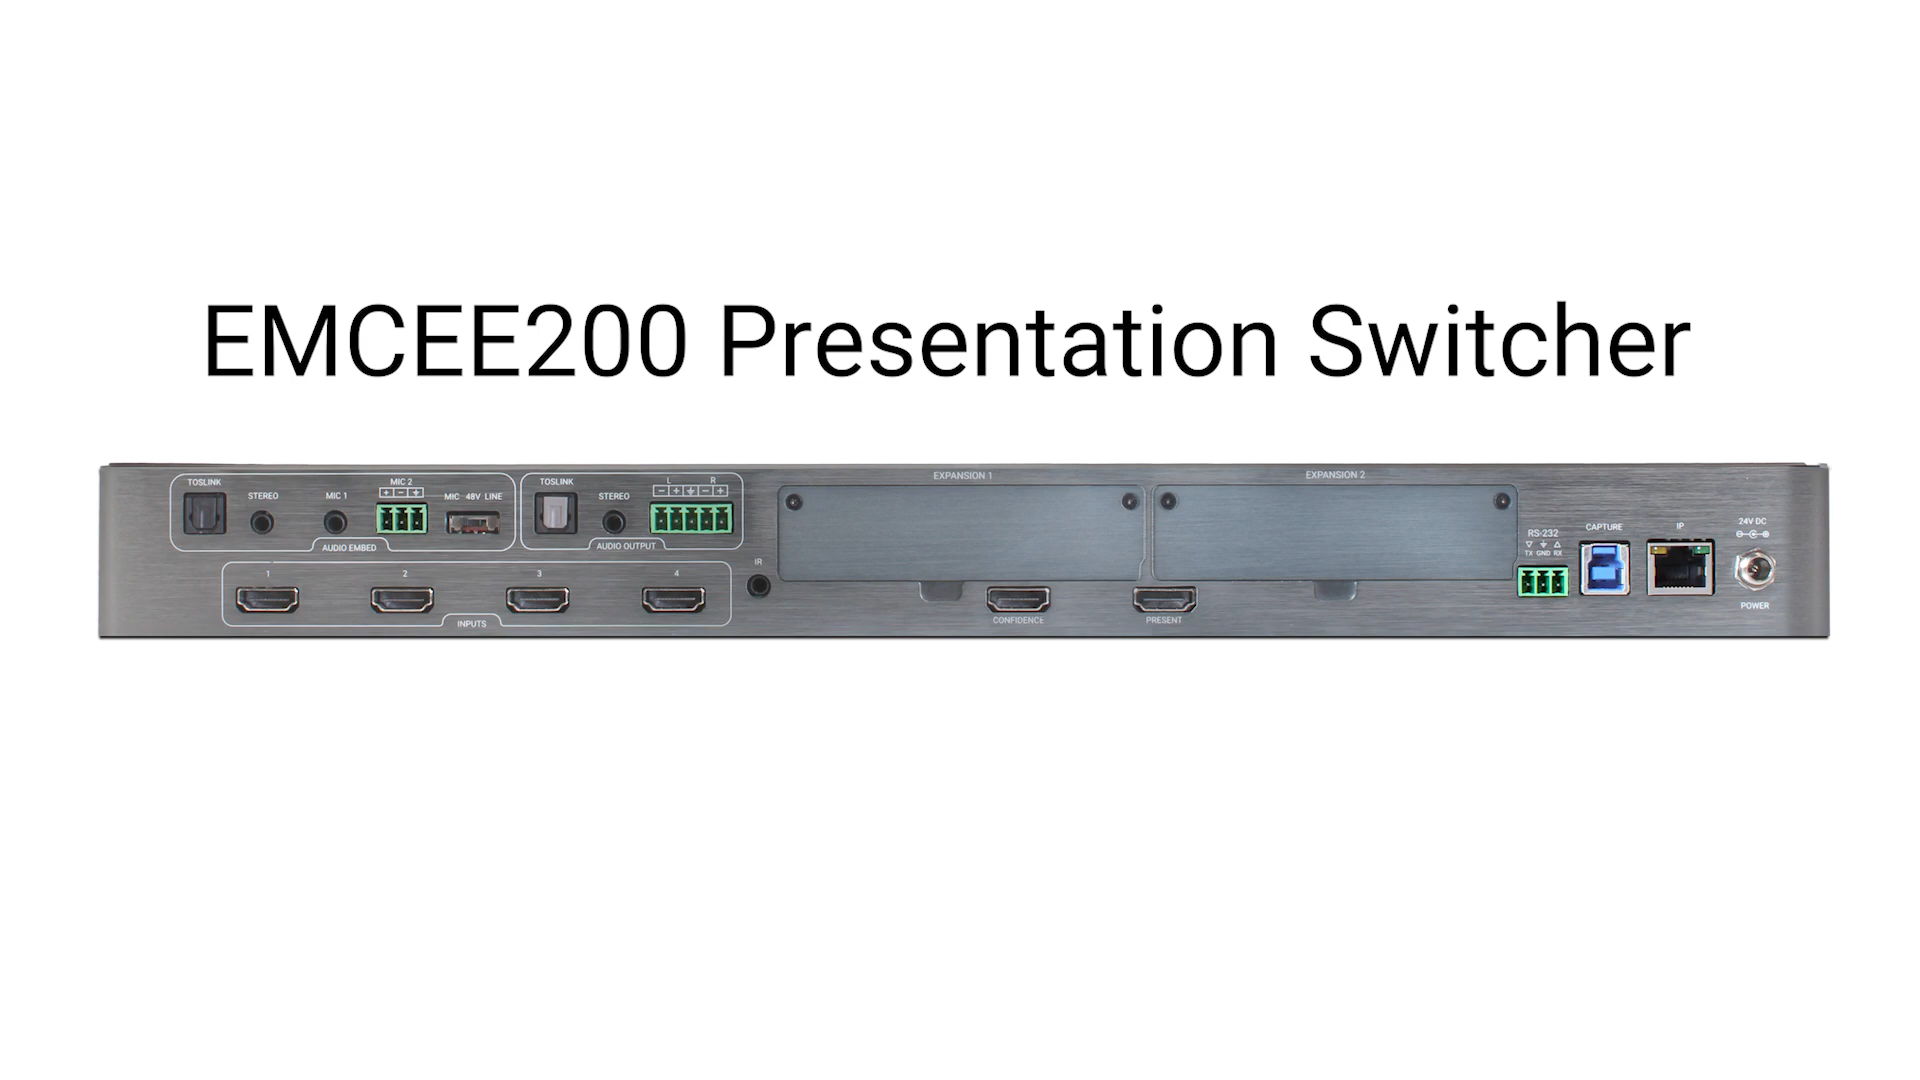 EMCEE200 Presentation Switcher
TOSLINK
STEREO
MIC 1
MIC 2
+ -
MIC 48V LINE
AUDIO EMBED
TOSLINK
STEREO
L R
- + - +
AUDIO OUTPUT
EXPANSION 1
EXPANSION 2
1 2 3 4
INPUTS
IR
CONFIDENCE
PRESENT
RS-232
TX GND RX
CAPTURE
IP
24V DC
POWER